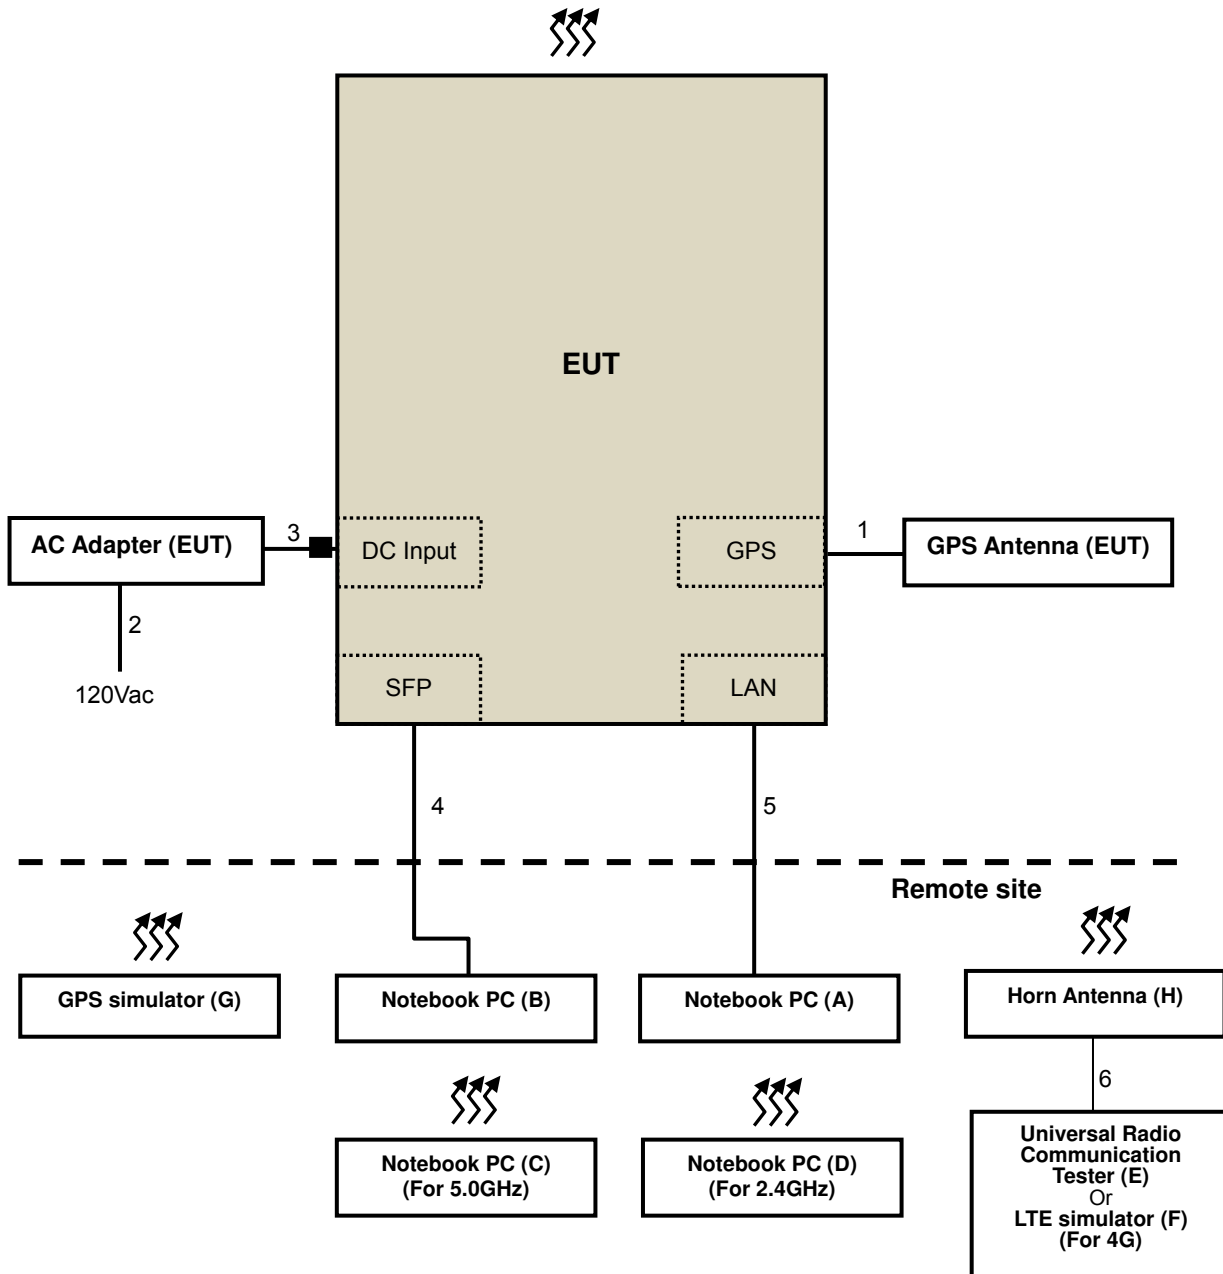 EUT
AC Adapter (EUT)
3
DC Input
GPS
1
GPS Antenna (EUT)
2
120Vac
SFP
LAN
4
5
Remote site
GPS simulator (G)
Notebook PC (B)
Notebook PC (A)
Horn Antenna (H)
6
Notebook PC (C)
(For 5.0GHz)
Notebook PC (D)
(For 2.4GHz)
Universal Radio
Communication
Tester (E)
Or
LTE simulator (F)
(For 4G)